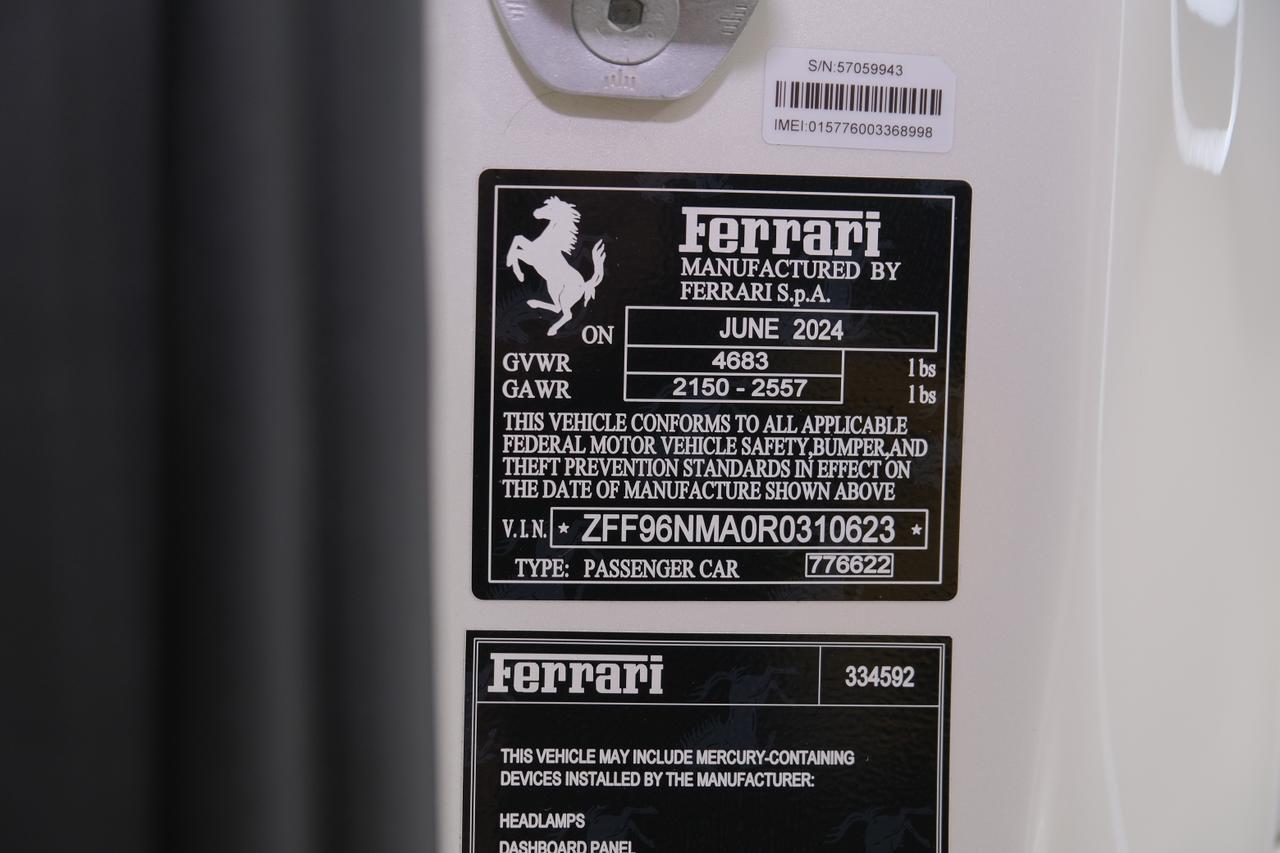 S/N:57059943
IMEI:015776003368998
Ferrari
MANUFACTURED BY
FERRARI S.p.A.
ON JUNE 2024
GVWR 4683 lbs
GAWR 2150 - 2557 lbs
THIS VEHICLE CONFORMS TO ALL APPLICABLE
FEDERAL MOTOR VEHICLE SAFETY,BUMPER,AND
THEFT PREVENTION STANDARDS IN EFFECT ON
THE DATE OF MANUFACTURE SHOWN ABOVE
V.I.N. * ZFF96NMA0R0310623 *
TYPE: PASSENGER CAR 776622
Ferrari 334592
THIS VEHICLE MAY INCLUDE MERCURY-CONTAINING
DEVICES INSTALLED BY THE MANUFACTURER:
HEADLAMPS
DASHBOARD PANEL